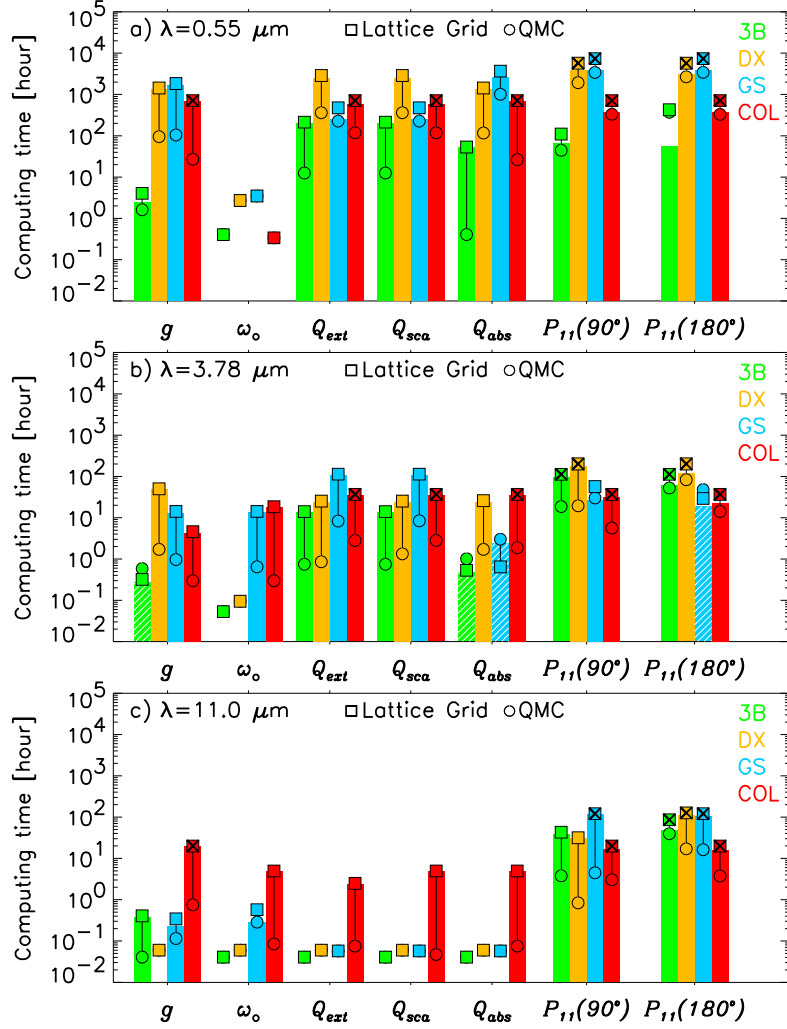 a) λ=0.55 μm □Lattice Grid ○QMC
3B
DX
GS
COL
Computing time [hour]
10^5
10^4
10^3
10^2
10^1
10^0
10^-1
10^-2
g ω_o Q_ext Q_sca Q_abs P_11(90°) P_11(180°)
b) λ=3.78 μm □Lattice Grid ○QMC
3B
DX
GS
COL
Computing time [hour]
10^5
10^4
10^3
10^2
10^1
10^0
10^-1
10^-2
g ω_o Q_ext Q_sca Q_abs P_11(90°) P_11(180°)
c) λ=11.0 μm □Lattice Grid ○QMC
3B
DX
GS
COL
Computing time [hour]
10^5
10^4
10^3
10^2
10^1
10^0
10^-1
10^-2
g ω_o Q_ext Q_sca Q_abs P_11(90°) P_11(180°)